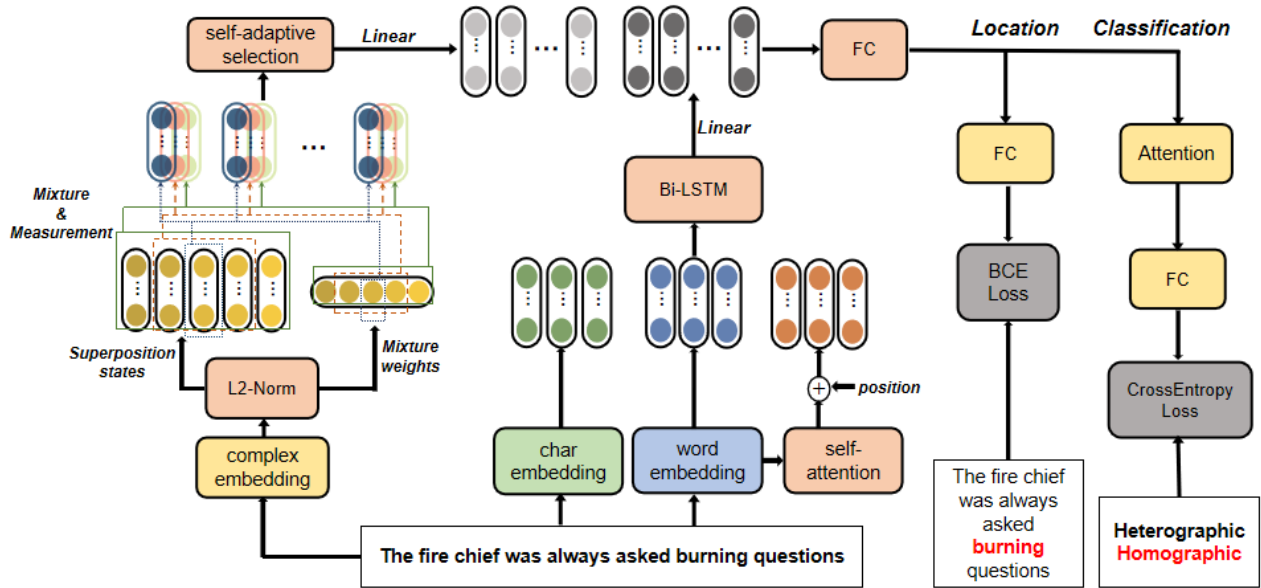 self-adaptive
selection
Linear
FC
Location
Classification
Mixture
&
Measurement
Linear
Bi-LSTM
FC
Attention
BCE
Loss
FC
Superposition
states
Mixture
weights
L2-Norm
position
CrossEntropy
Loss
complex
embedding
char
embedding
word
embedding
self-
attention
The fire chief was always asked burning questions
The fire chief
was always
asked
burning
questions
Heterographic
Homographic